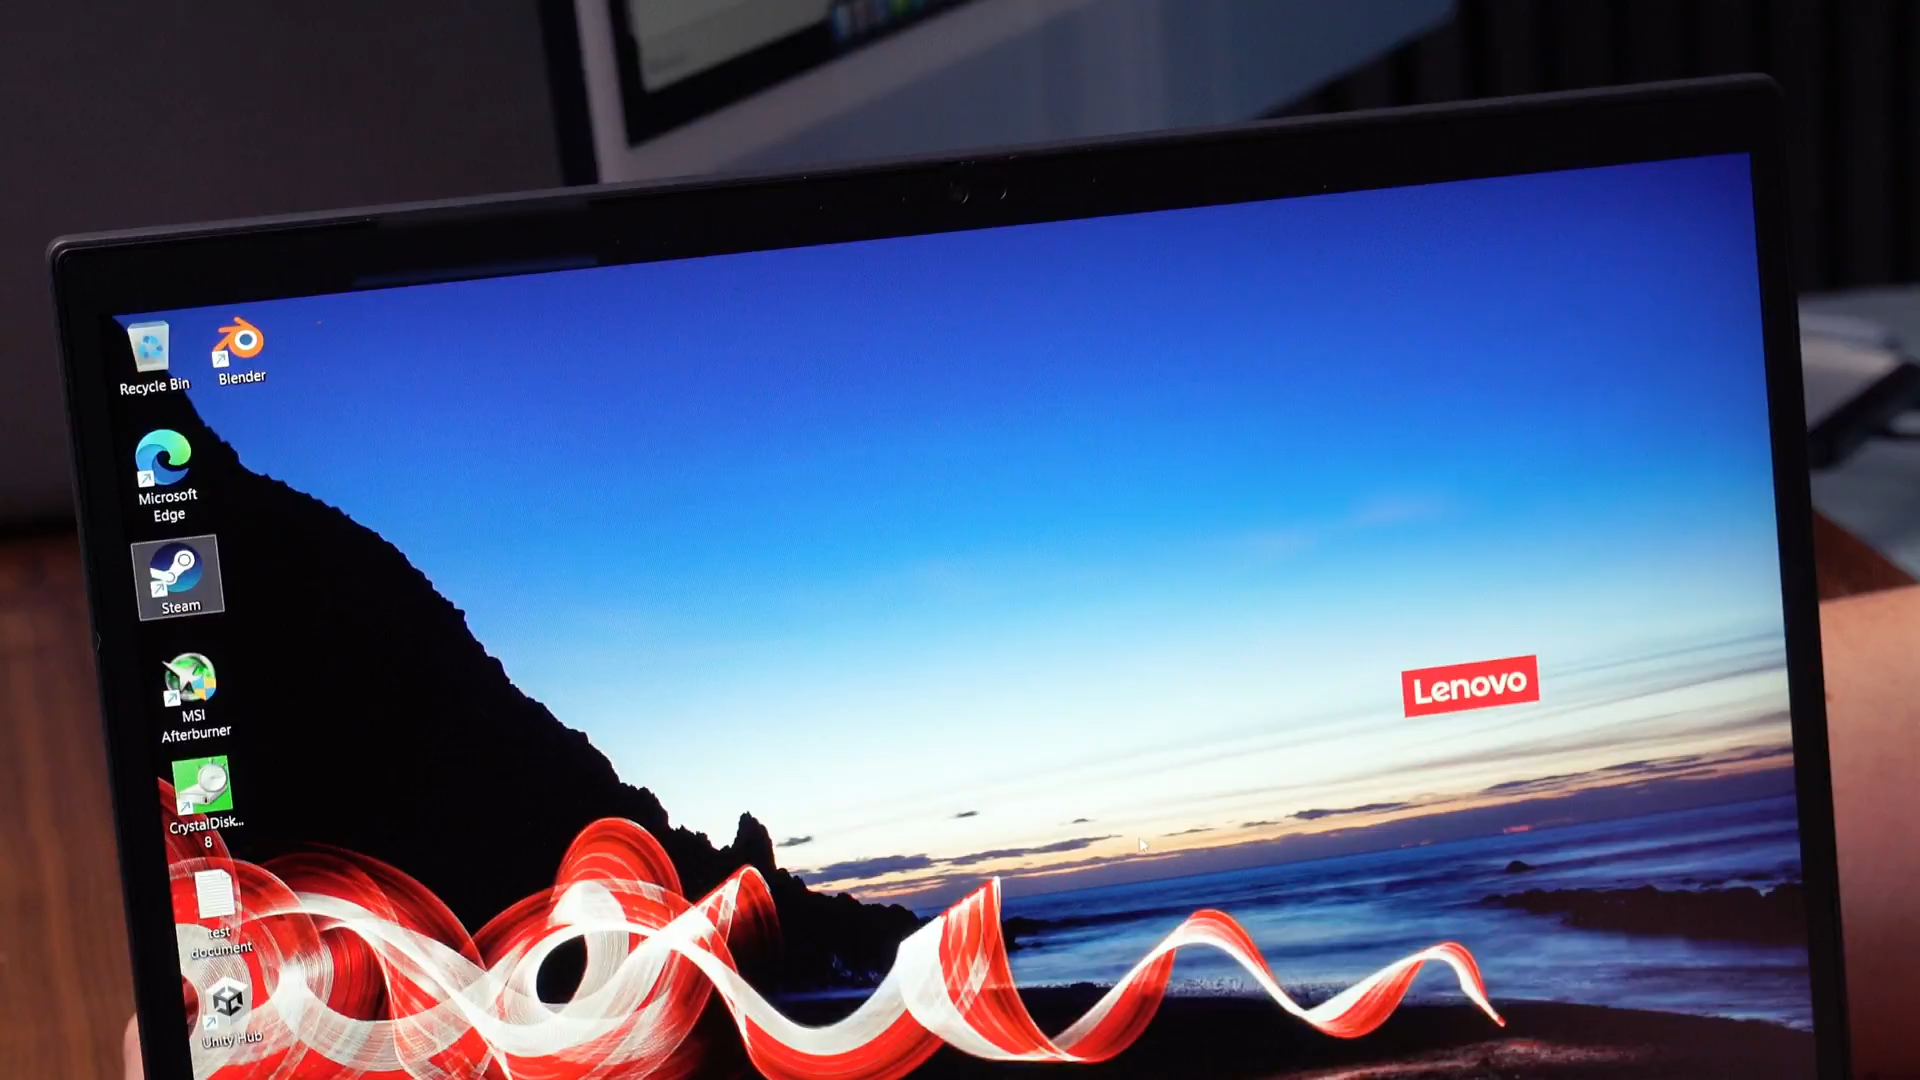 Recycle Bin
Blender
Microsoft
Edge
Steam
MSI
Afterburner
CrystalDisk...
8
test
document
Unity Hub
Lenovo